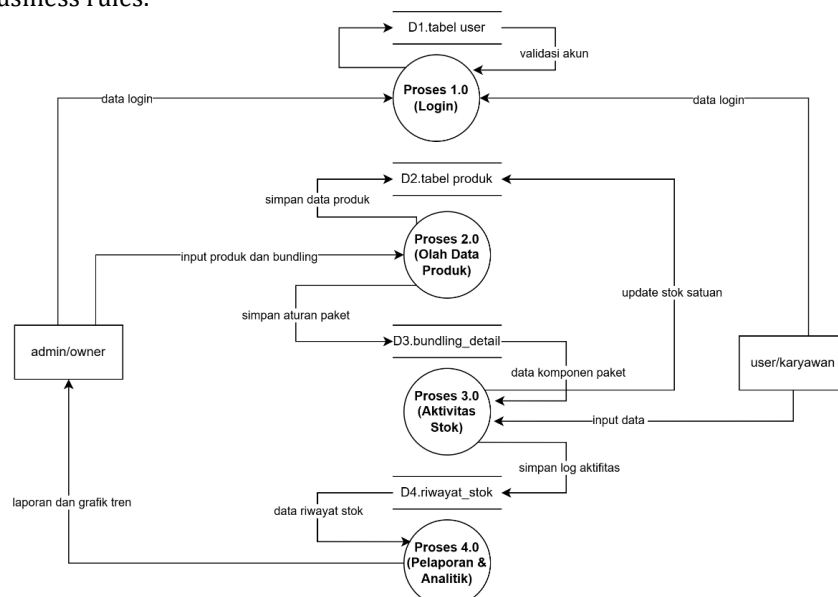 business rules.
D1.tabel user
validasi akun
Proses 1.0
(Login)
data login
data login
D2.tabel produk
simpan data produk
Proses 2.0
(Olah Data
Produk)
input produk dan bundling
update stok satuan
simpan aturan paket
admin/owner
D3.bundling_detail
user/karyawan
data komponen paket
Proses 3.0
(Aktivitas
Stok)
input data
simpan log aktifitas
D4.riwayat_stok
laporan dan grafik tren
data riwayat stok
Proses 4.0
(Pelaporan &
Analitik)